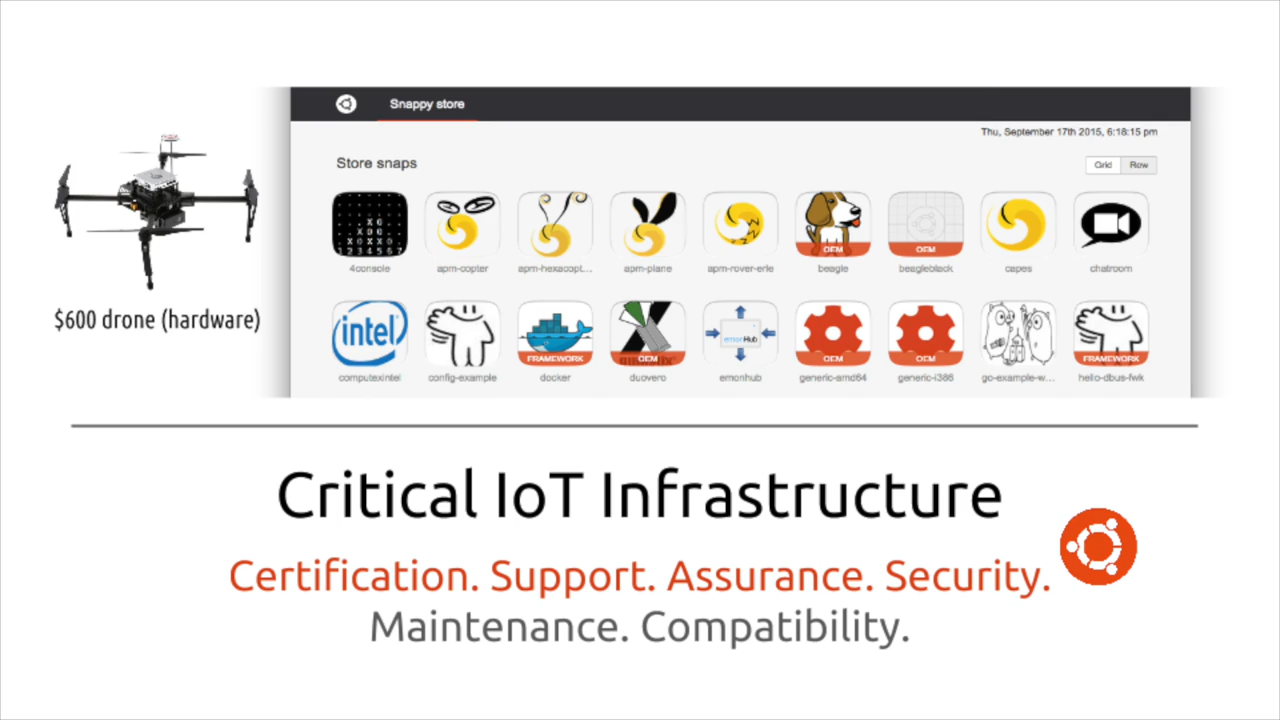 Snappy store
Thu, September 17th 2015, 6:18:15 pm
Store snaps
Grid Row
OEM OEM
4console apm-copter apm-hexacopt... apm-plane apm-rover-erle beagle beagleblack capes chatroom
$600 drone (hardware)
intel
FRAMEWORK OEM emonHub OEM OEM FRAMEWORK
computexintel config-example docker duovero emonhub generic-amd64 generic-i386 go-example-w... hello-dbus-fwk
Critical IoT Infrastructure
Certification. Support. Assurance. Security.
Maintenance. Compatibility.